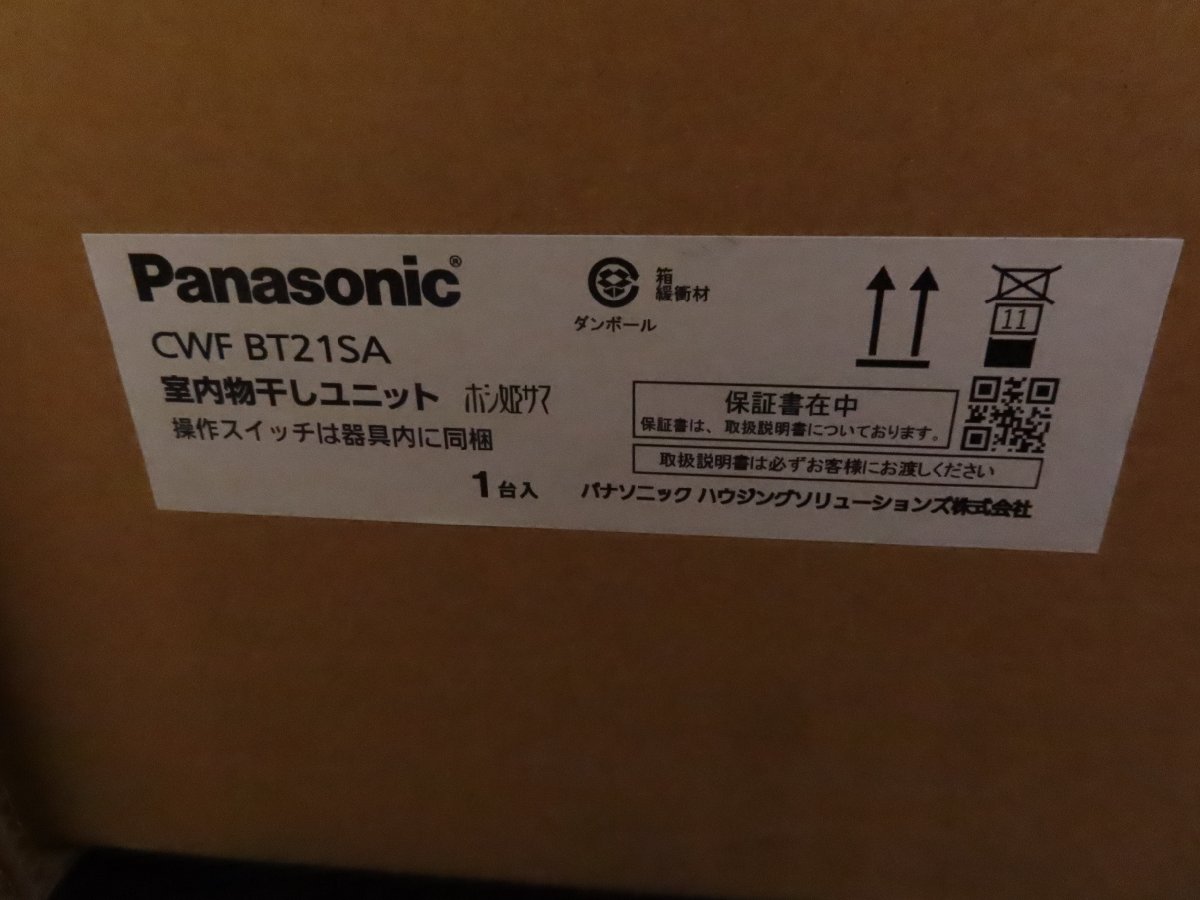 Panasonic®
CWF BT21SA
室内物干しユニット ホシ姫サマ
操作スイッチは器具内に同梱
1台入
箱
緩衝材
ダンボール
11
保証書在中
保証書は、取扱説明書についております。
取扱説明書は必ずお客様にお渡しください
パナソニック ハウジングソリューションズ株式会社